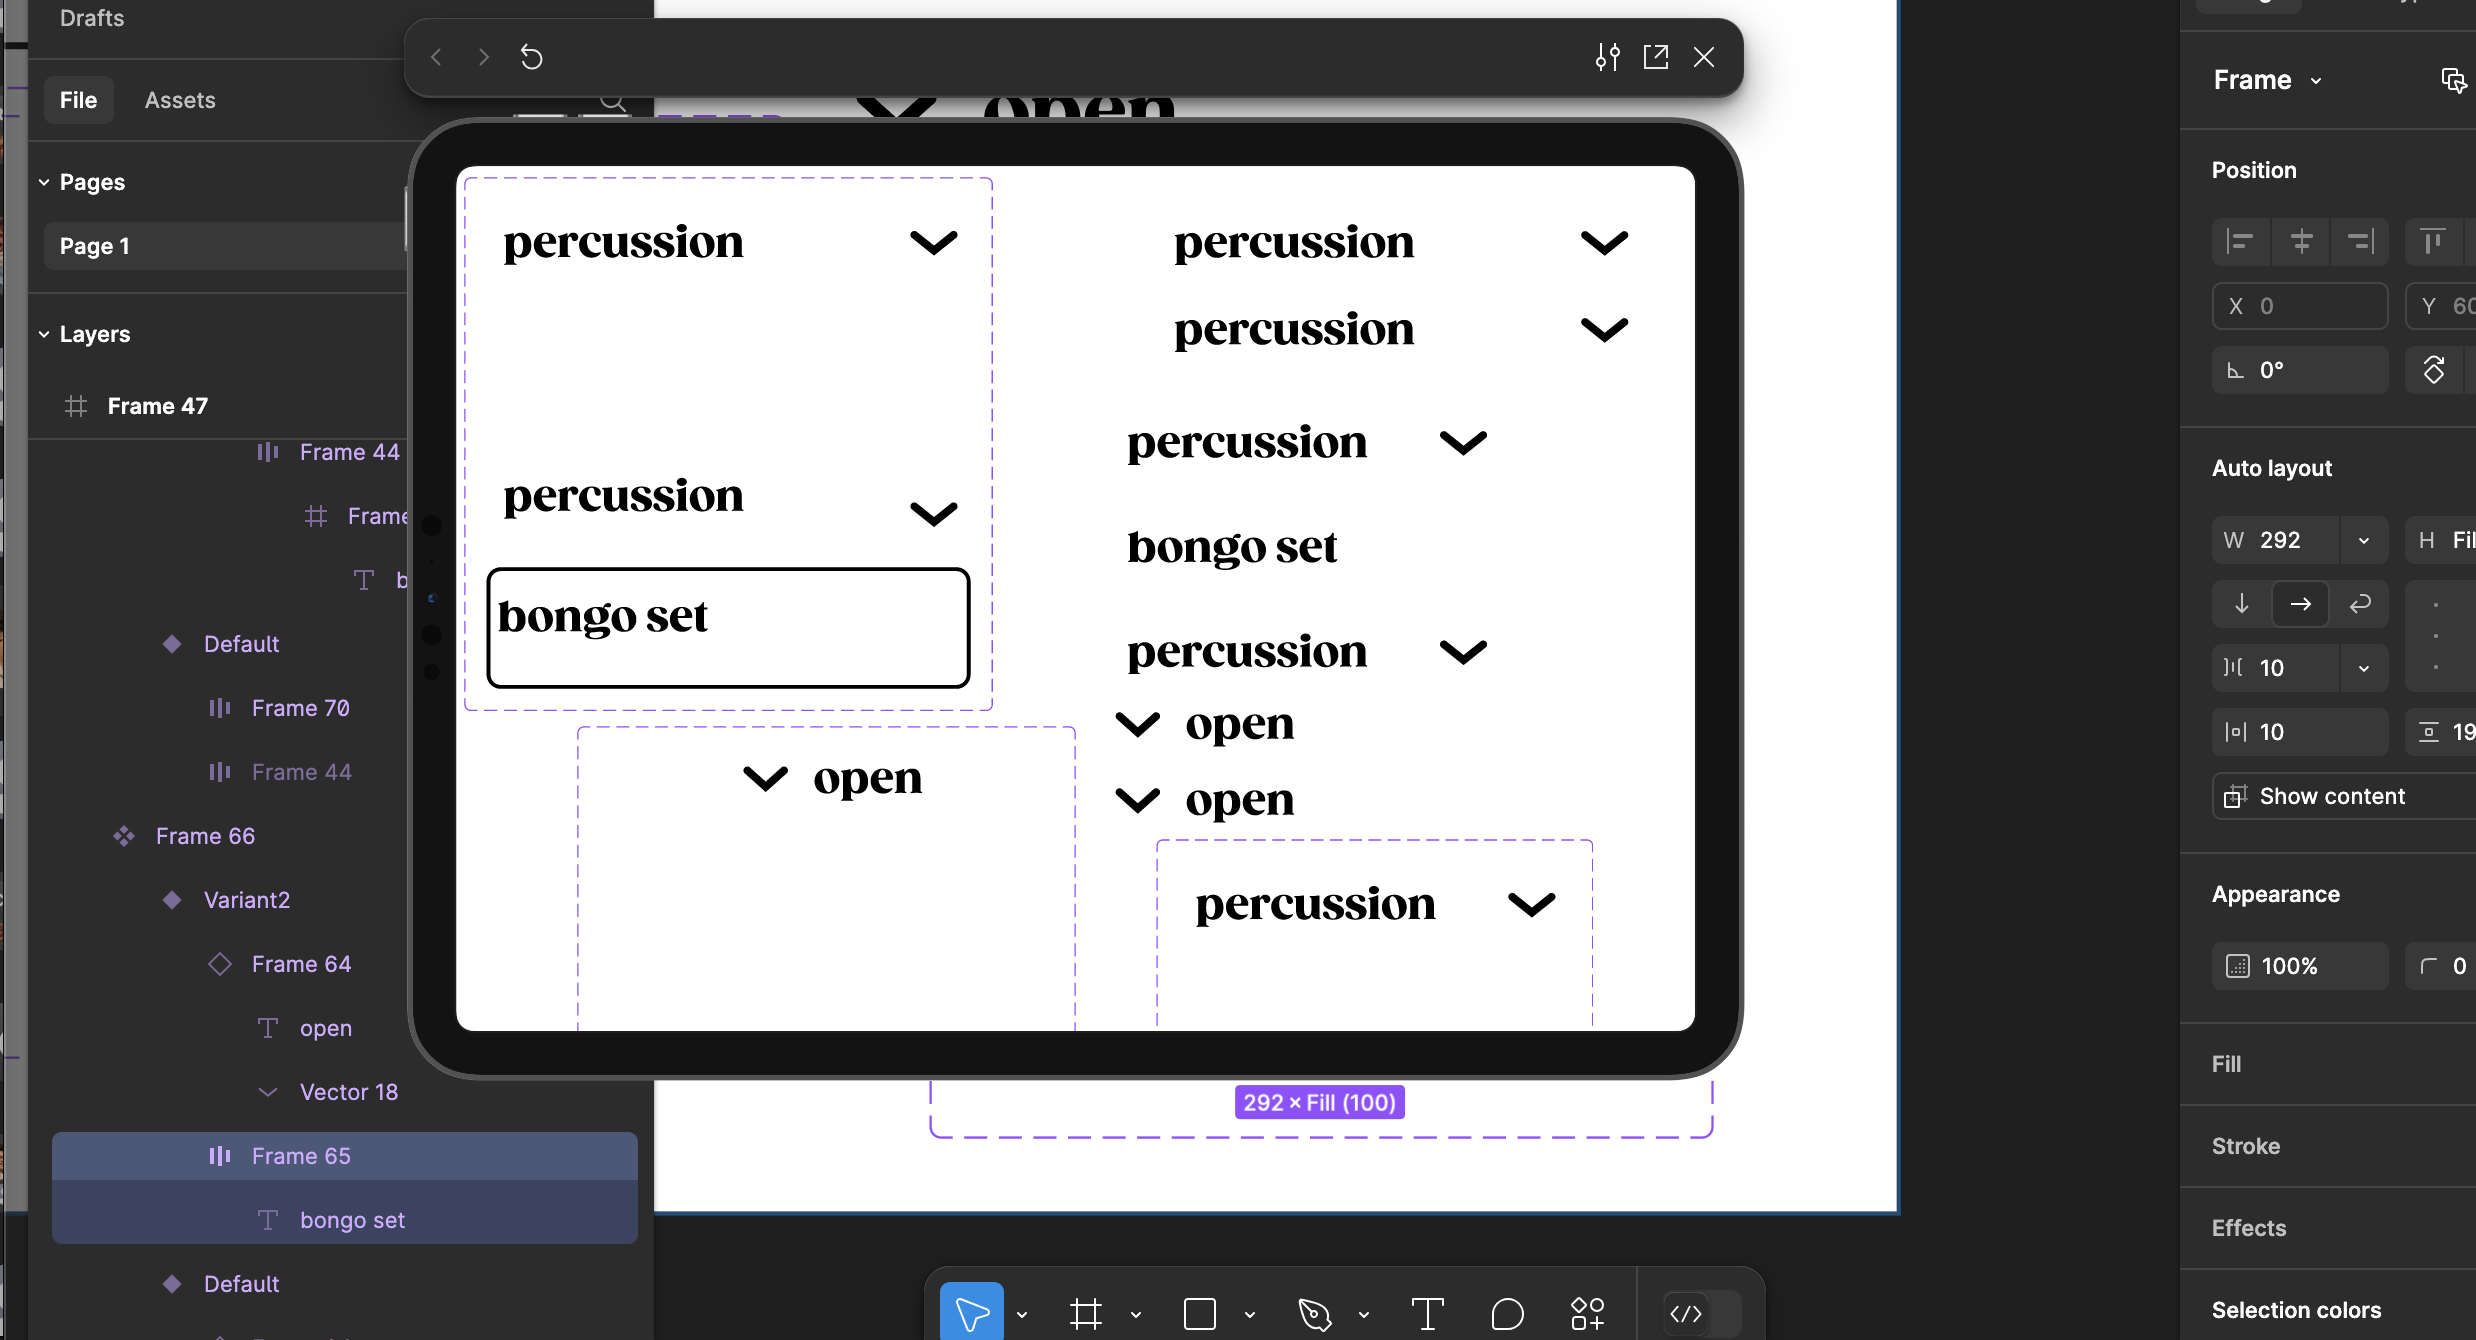 Drafts
File
Assets
Pages
Page 1
Layers
Frame 47
Frame 44
Frame
T b
Default
Frame 70
Frame 44
Frame 66
Variant2
Frame 64
T open
Vector 18
Frame 65
T bongo set
Default
open
percussion
percussion
percussion
percussion
percussion
bongo set
bongo set
percussion
open
open
open
percussion
292 × Fill (100)
T
Frame
Position
X 0
Y 60
0°
Auto layout
W 292
H Fil
10
10
19
Show content
Appearance
100%
0
Fill
Stroke
Effects
Selection colors